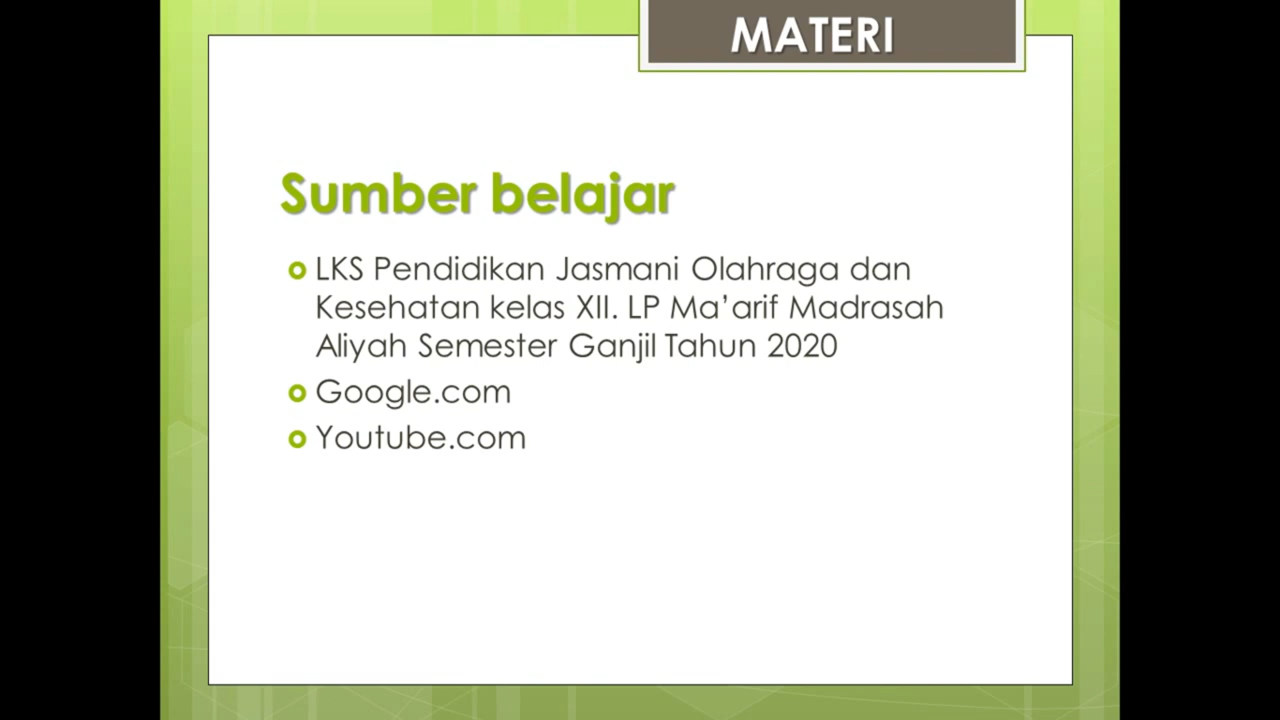 MATERI
Sumber belajar
LKS Pendidikan Jasmani Olahraga dan
Kesehatan kelas XII. LP Ma’arif Madrasah
Aliyah Semester Ganjil Tahun 2020
Google.com
Youtube.com